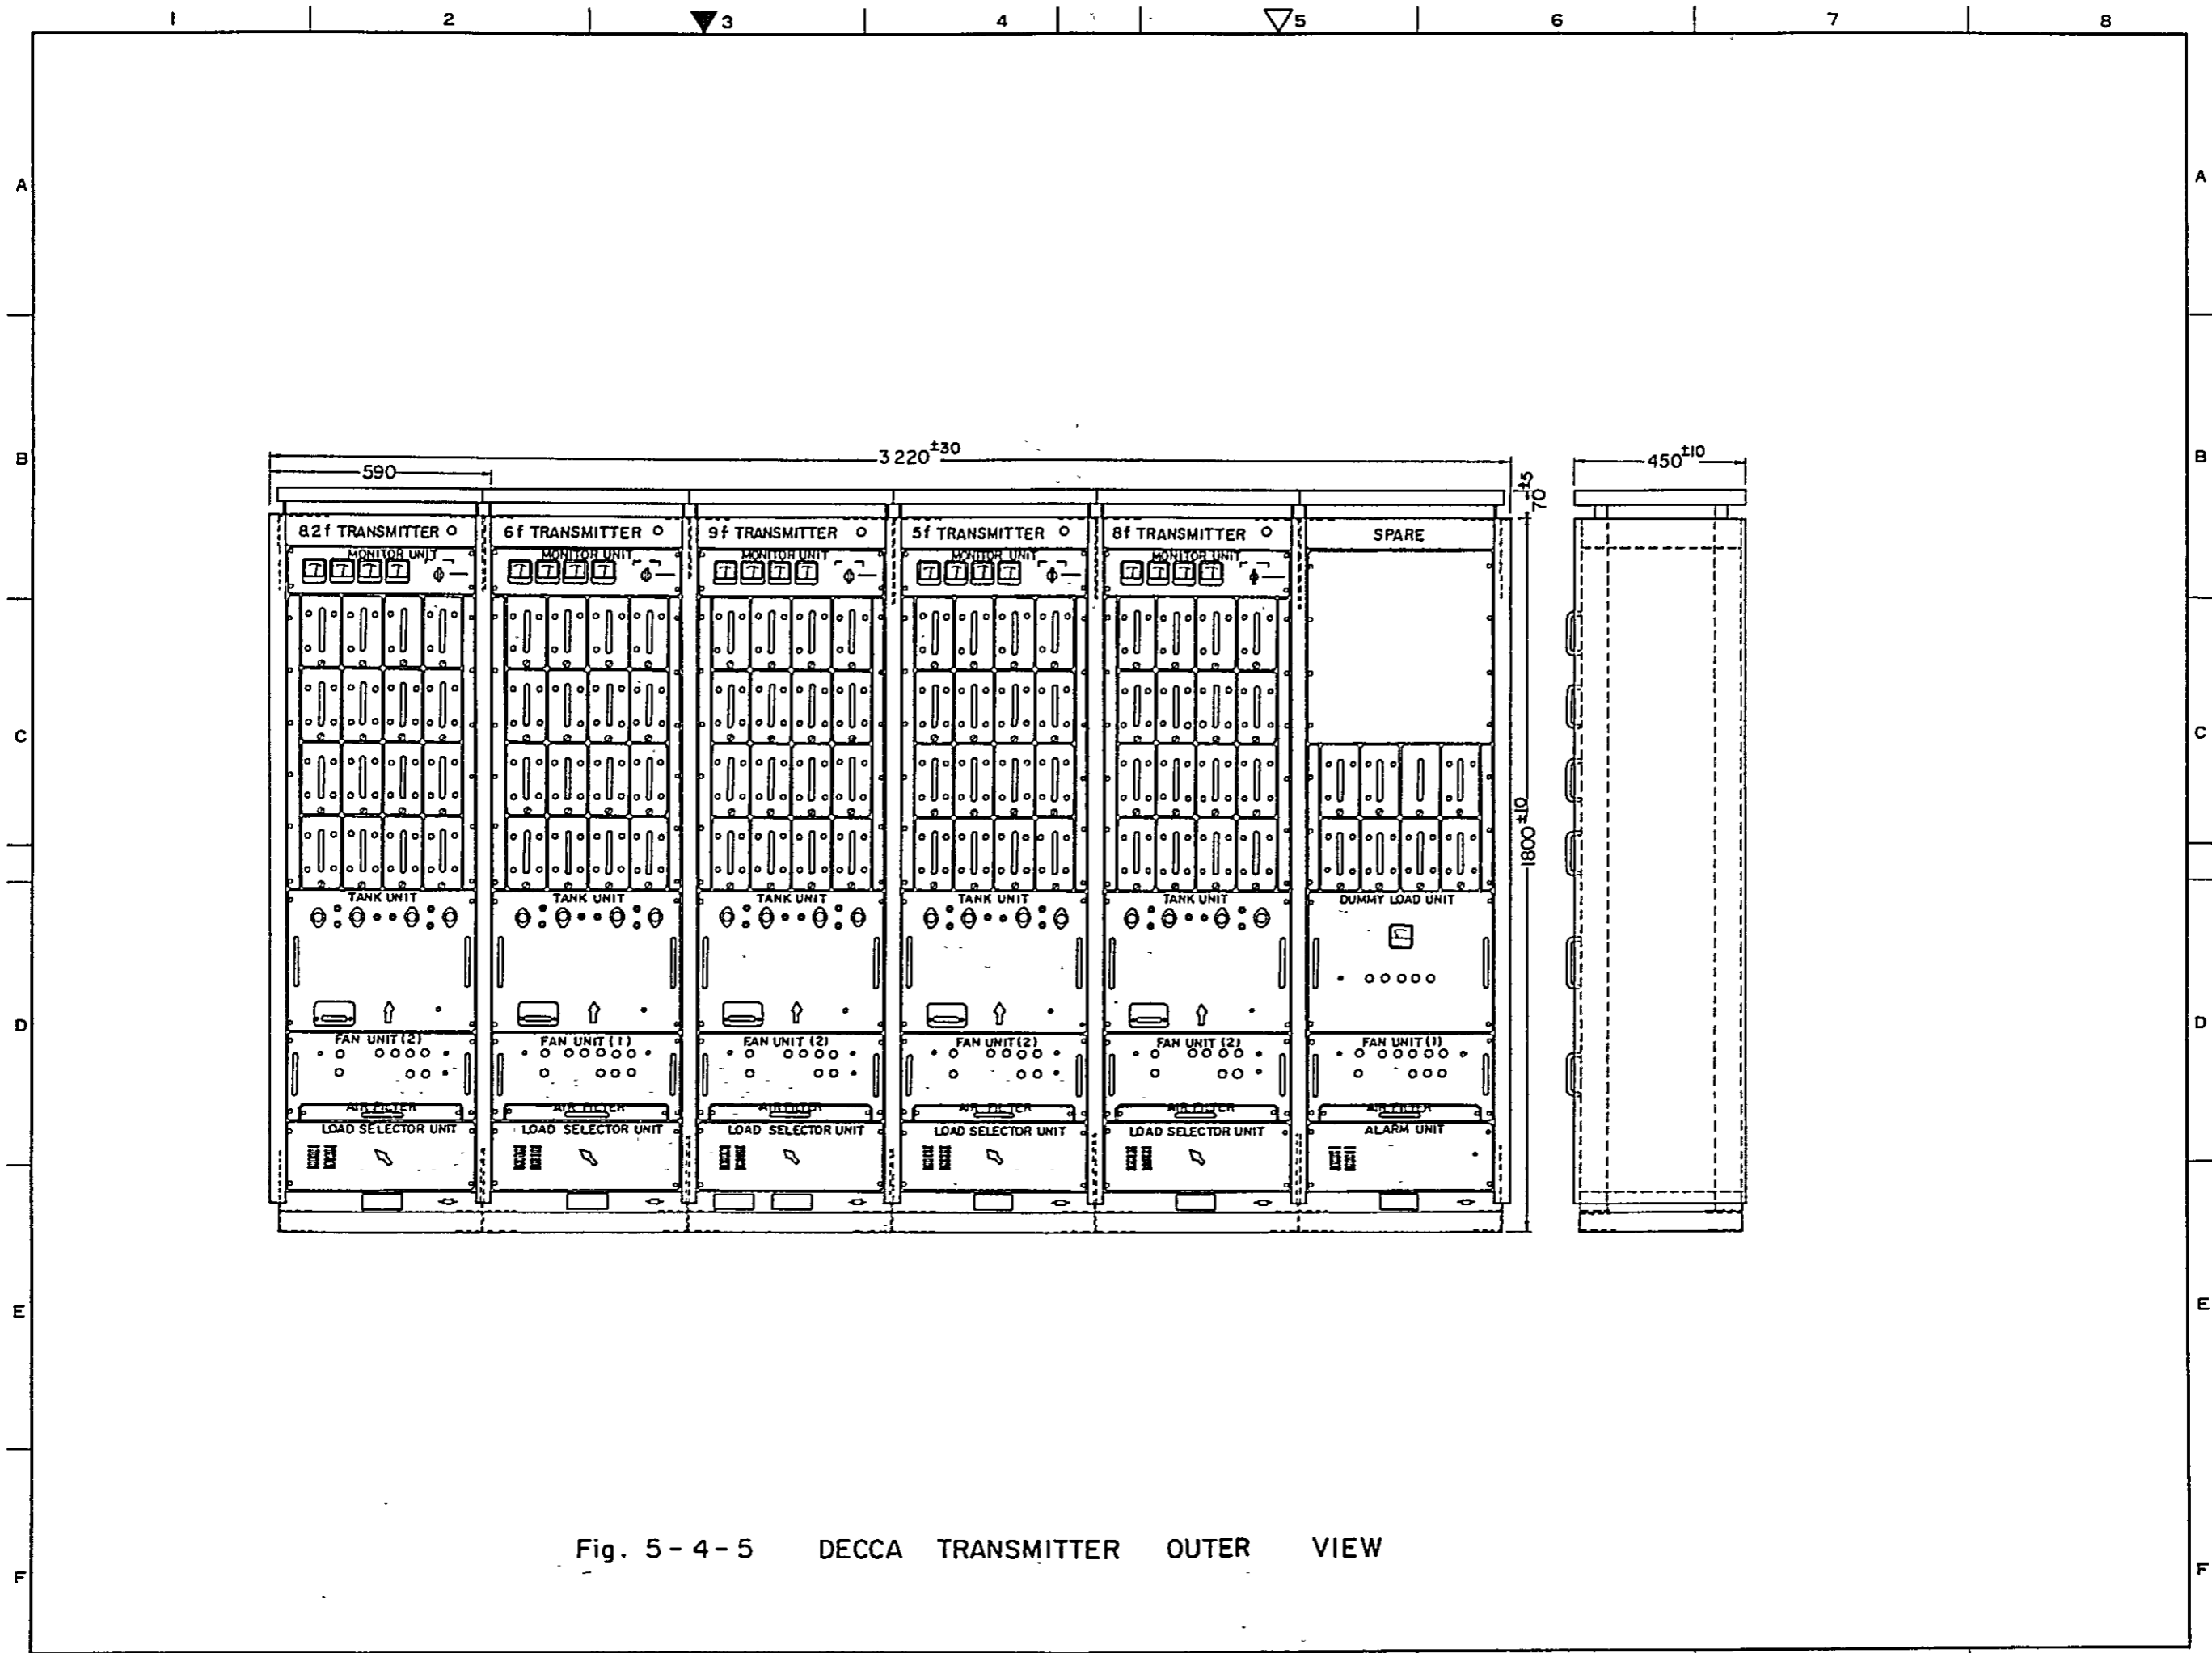 1 2 3 4 5 6 7 8
A A
3220±30
450±10
B B
590
70±5
8.2f TRANSMITTER 6f TRANSMITTER 9f TRANSMITTER 5f TRANSMITTER 8f TRANSMITTER SPARE
MONITOR UNIT MONITOR UNIT MONITOR UNIT MONITOR UNIT MONITOR UNIT
C C
1800±10
TANK UNIT TANK UNIT TANK UNIT TANK UNIT TANK UNIT DUMMY LOAD UNIT
D D
FAN UNIT (2) FAN UNIT (1) FAN UNIT (2) FAN UNIT (2) FAN UNIT (2) FAN UNIT (1)
AIR FILTER AIR FILTER AIR FILTER AIR FILTER AIR FILTER AIR FILTER
LOAD SELECTOR UNIT LOAD SELECTOR UNIT LOAD SELECTOR UNIT LOAD SELECTOR UNIT LOAD SELECTOR UNIT ALARM UNIT
E E
Fig. 5-4-5 DECCA TRANSMITTER OUTER VIEW
F F